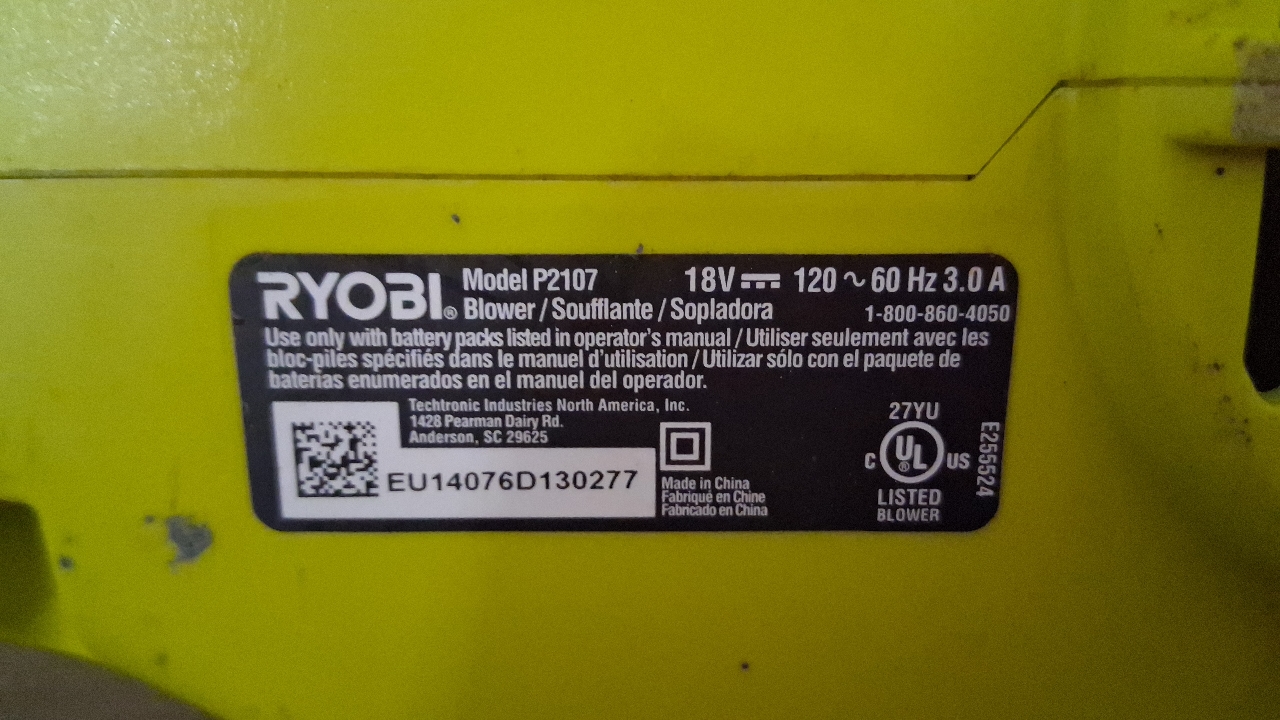 RYOBI® Model P2107 18V⎓ 120 ~ 60 Hz 3.0 A
Blower / Soufflante / Sopladora 1-800-860-4050
Use only with battery packs listed in operator's manual / Utiliser seulement avec les
bloc-piles spécifiés dans le manuel d'utilisation / Utilizar sólo con el paquete de
baterias enumerados en el manuel del operador.
Techtronic Industries North America, Inc.
1428 Pearman Dairy Rd.
Anderson, SC 29625
EU14076D130277
Made in China
Fabriqué en Chine
Fabricado en China
27YU
C UL® US
LISTED
BLOWER
E255524